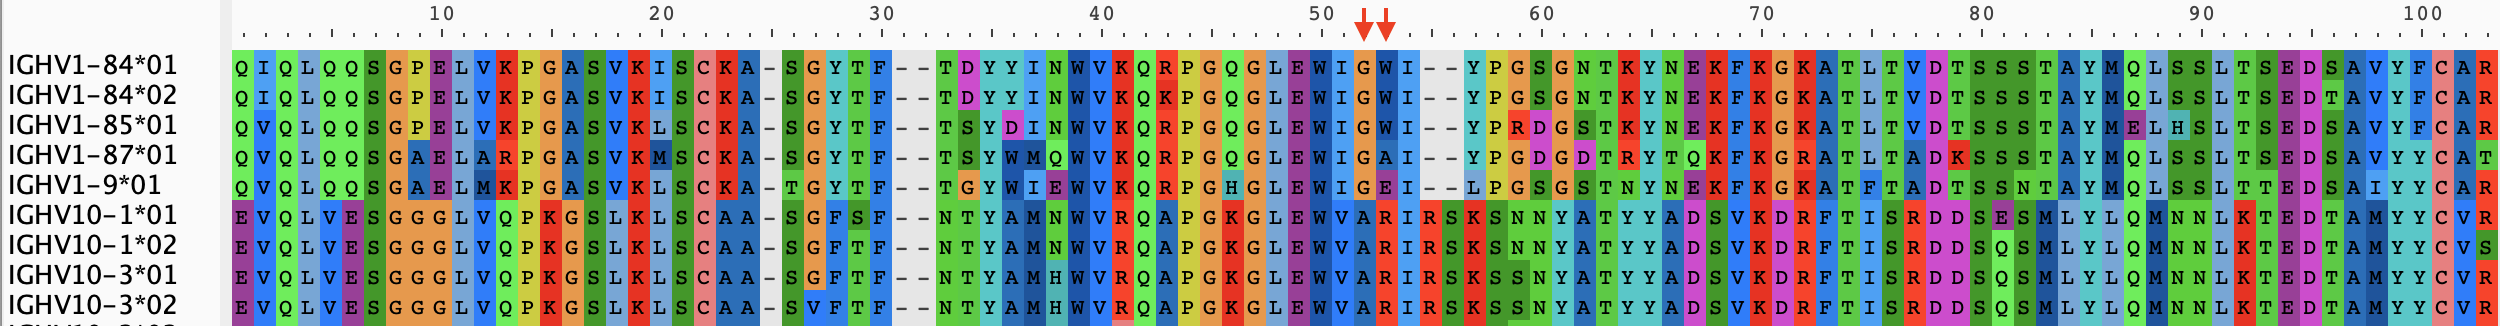 10 20 30 40 50 60 70 80 90 100
IGHV1-84*01 QIQLQQSGPELVKPGASVKISCKA-SGYTF--TDYYINWVKQRPGQGLEWIGWI--YPGSGNTKYNEKFKGKATLTVDTSSSTAYMQLSSLTSEDSAVYFCAR
IGHV1-84*02 QIQLQQSGPELVKPGASVKISCKA-SGYTF--TDYYINWVKQKPGQGLEWIGWI--YPGSGNTKYNEKFKGKATLTVDTSSSTAYMQLSSLTSEDTAVYFCAR
IGHV1-85*01 QVQLQQSGPELVKPGASVKLSCKA-SGYTF--TSYDINWVKQRPGQGLEWIGWI--YPRDGSTKYNEKFKGKATLTVDTSSSTAYMELHSLTSEDSAVYFCAR
IGHV1-87*01 QVQLQQSGAELARPGASVKMSCKA-SGYTF--TSYWMQWVKQRPGQGLEWIGAI--YPGDGDTRYTQKFKGRATLTADKSSSTAYMQLSSLTSEDSAVYYCAT
IGHV1-9*01 QVQLQQSGAELMKPGASVKLSCKA-TGYTF--TGYWIEWVKQRPGHGLEWIGEI--LPGSGSTNYNEKFKGKATFTADTSSNTAYMQLSSLTTEDSAIYYCAR
IGHV10-1*01 EVQLVESGGGLVQPKGSLKLSCAA-SGFSF--NTYAMNWVRQAPGKGLEWVARIRSKSNNYATYYADSVKDRFTISRDDSESMLYLQMNNLKTEDTAMYYCVR
IGHV10-1*02 EVQLVESGGGLVQPKGSLKLSCAA-SGFTF--NTYAMNWVRQAPGKGLEWVARIRSKSNNYATYYADSVKDRFTISRDDSQSMLYLQMNNLKTEDTAMYYCVS
IGHV10-3*01 EVQLVESGGGLVQPKGSLKLSCAA-SGFTF--NTYAMHWVRQAPGKGLEWVARIRSKSSNYATYYADSVKDRFTISRDDSQSMLYLQMNNLKTEDTAMYYCVR
IGHV10-3*02 EVQLVESGGGLVQPKGSLKLSCAA-SVFTF--NTYAMHWVRQAPGKGLEWVARIRSKSSNYATYYADSVKDRFTISRDDSQSMLYLQMNNLKTEDTAMYYCVR